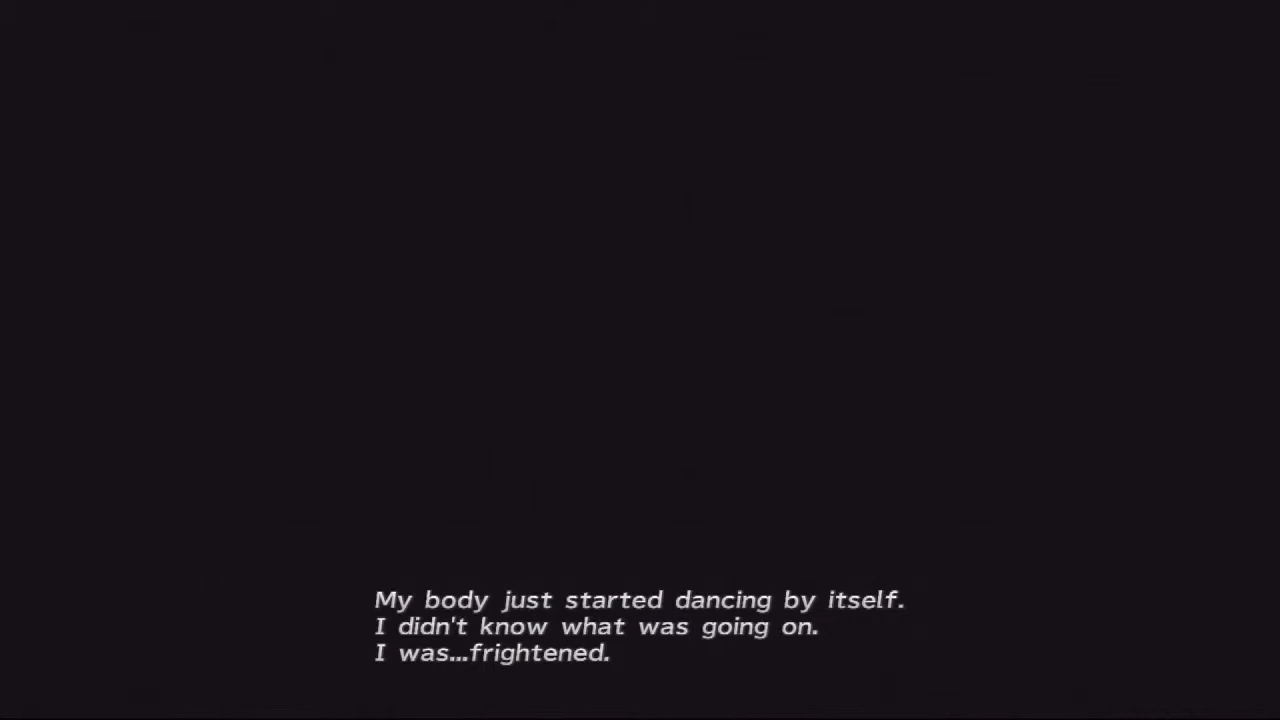 My body just started dancing by itself.
I didn't know what was going on.
I was...frightened.